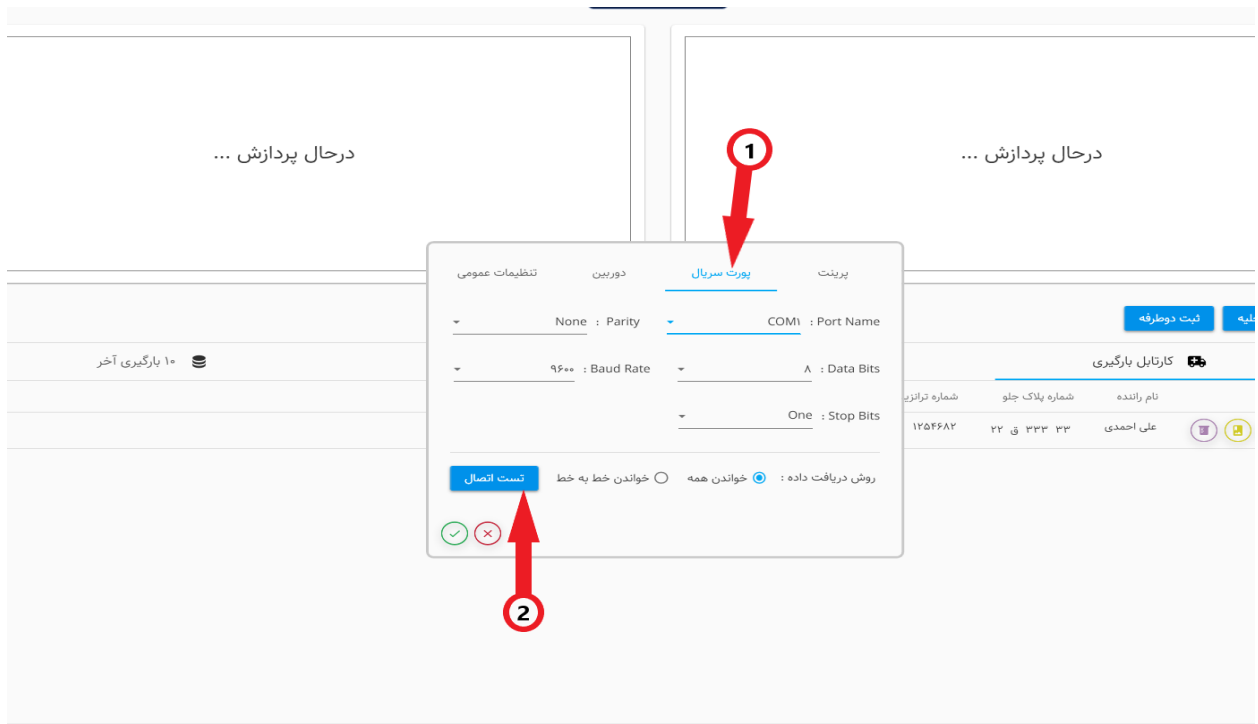 درحال پردازش ...
درحال پردازش ...
1
پرینت
پورت سریال
دوربین
تنظیمات عمومی
Port Name : COM۱
Parity : None
Data Bits : ۸
Baud Rate : ۹۶۰۰
Stop Bits : One
روش دریافت داده : خواندن همه خواندن خط به خط
تست اتصال
2
ثبت دوطرفه
کارتابل بارگیری
۱۰ بارگیری آخر
نام راننده
شماره پلاک جلو
علی احمدی
۳۳ ۳۳۳ ق ۲۲
۱۲۵۴۶۸۲